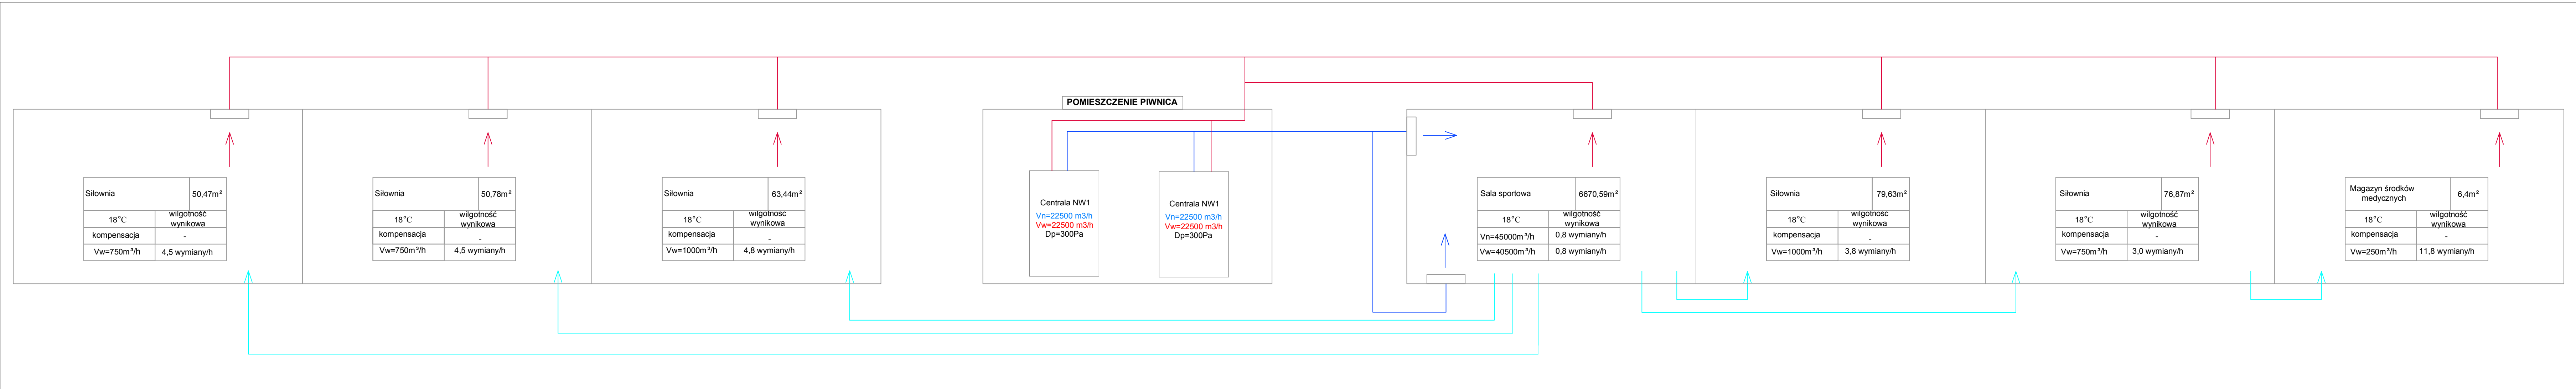 POMIESZCZENIE PIWNICA
Siłownia 50,47m²
18°C wilgotność wynikowa
kompensacja -
Vw=750m³/h 4,5 wymiany/h
Siłownia 50,78m²
18°C wilgotność wynikowa
kompensacja -
Vw=750m³/h 4,5 wymiany/h
Siłownia 63,44m²
18°C wilgotność wynikowa
kompensacja -
Vw=1000m³/h 4,8 wymiany/h
Centrala NW1
Vn=22500 m3/h
Vw=22500 m3/h
Dp=300Pa
Centrala NW1
Vn=22500 m3/h
Vw=22500 m3/h
Dp=300Pa
Sala sportowa 6670,59m²
18°C wilgotność wynikowa
Vn=45000m³/h 0,8 wymiany/h
Vw=40500m³/h 0,8 wymiany/h
Siłownia 79,63m²
18°C wilgotność wynikowa
kompensacja -
Vw=1000m³/h 3,8 wymiany/h
Siłownia 76,87m²
18°C wilgotność wynikowa
kompensacja -
Vw=750m³/h 3,0 wymiany/h
Magazyn środków medycznych 6,4m²
18°C wilgotność wynikowa
kompensacja -
Vw=250m³/h 11,8 wymiany/h